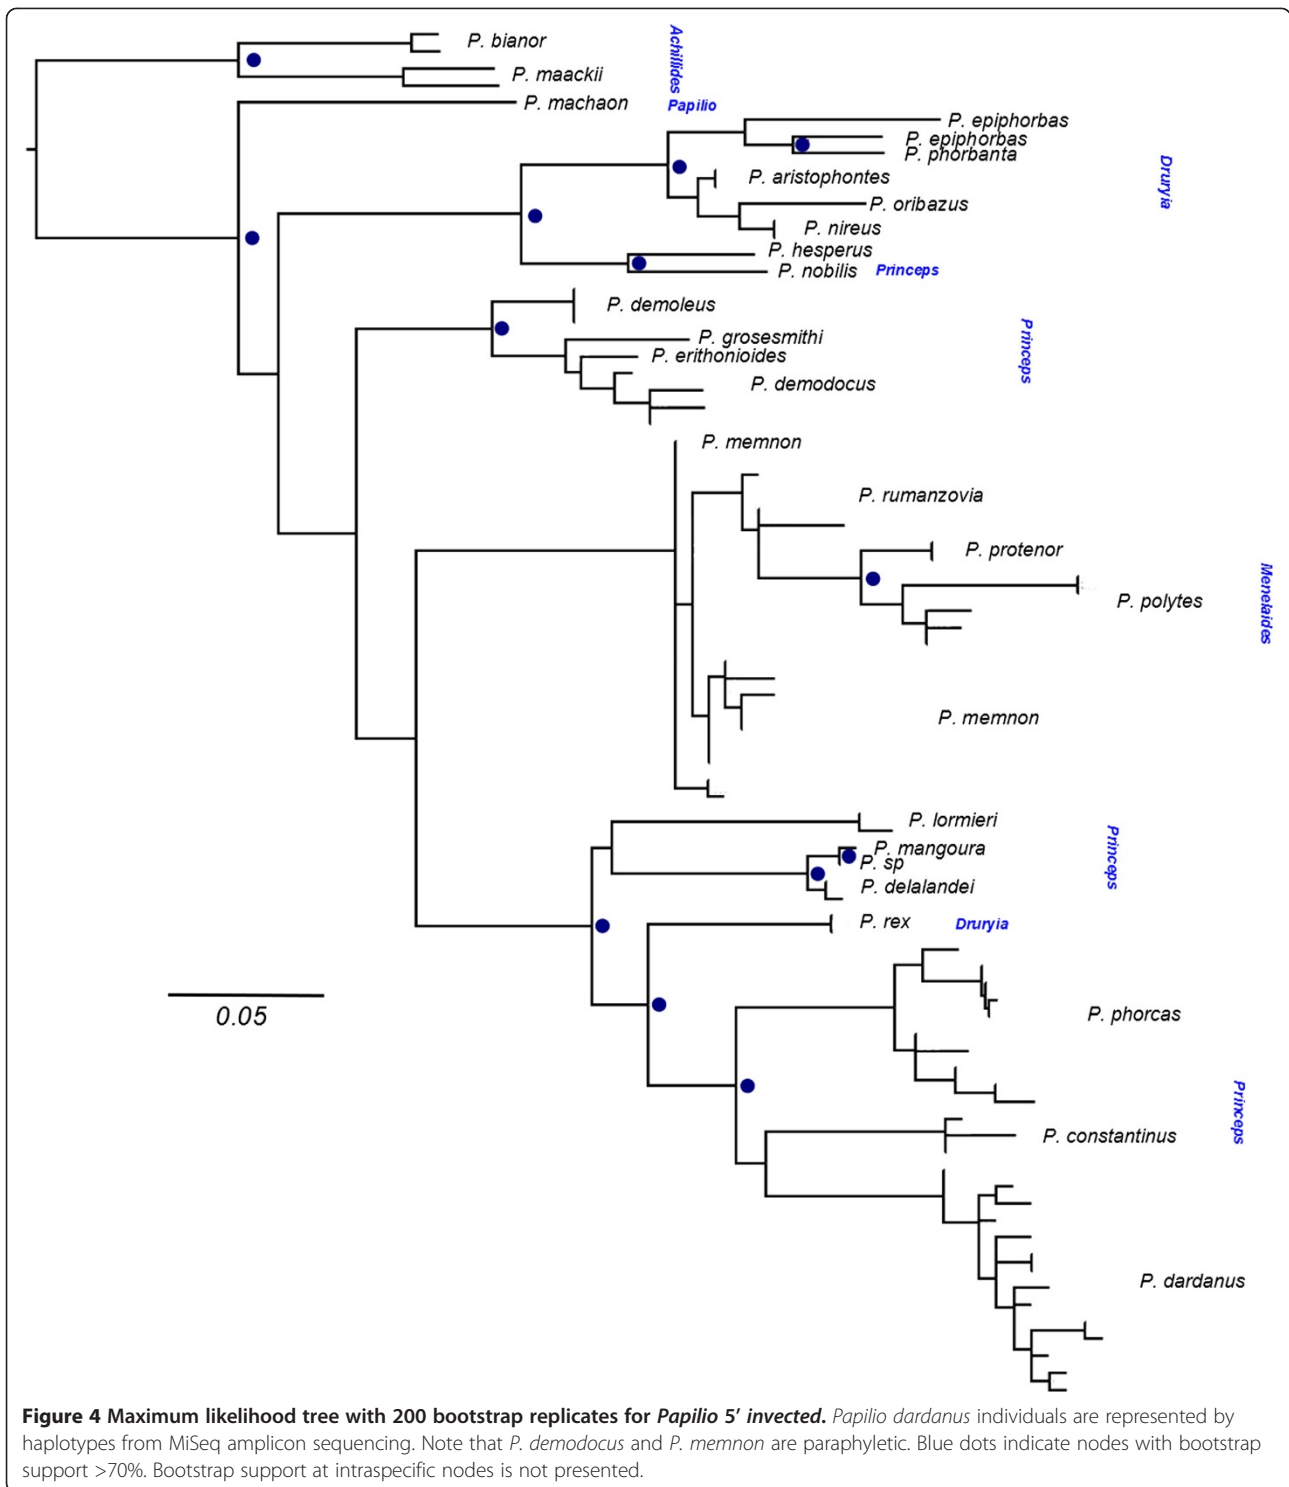 P. bianor
Achillides
P. maackii
P. machaon
Papilio
P. epiphorbas
P. epiphorbas
P. phorbanta
Druryia
P. aristophontes
P. oribazus
P. nireus
P. hesperus
P. nobilis
Princeps
P. demoleus
P. grosesmithi
Princeps
P. erithonioides
P. demodocus
P. memnon
P. rumanzovia
P. protenor
P. polytes
Menelaides
P. memnon
P. lormieri
P. mangoura
P. sp
Princeps
P. delalandei
P. rex
Druryia
0.05
P. phorcas
Princeps
P. constantinus
P. dardanus
Figure 4 Maximum likelihood tree with 200 bootstrap replicates for Papilio 5’ invected. Papilio dardanus individuals are represented by
haplotypes from MiSeq amplicon sequencing. Note that P. demodocus and P. memnon are paraphyletic. Blue dots indicate nodes with bootstrap
support >70%. Bootstrap support at intraspecific nodes is not presented.